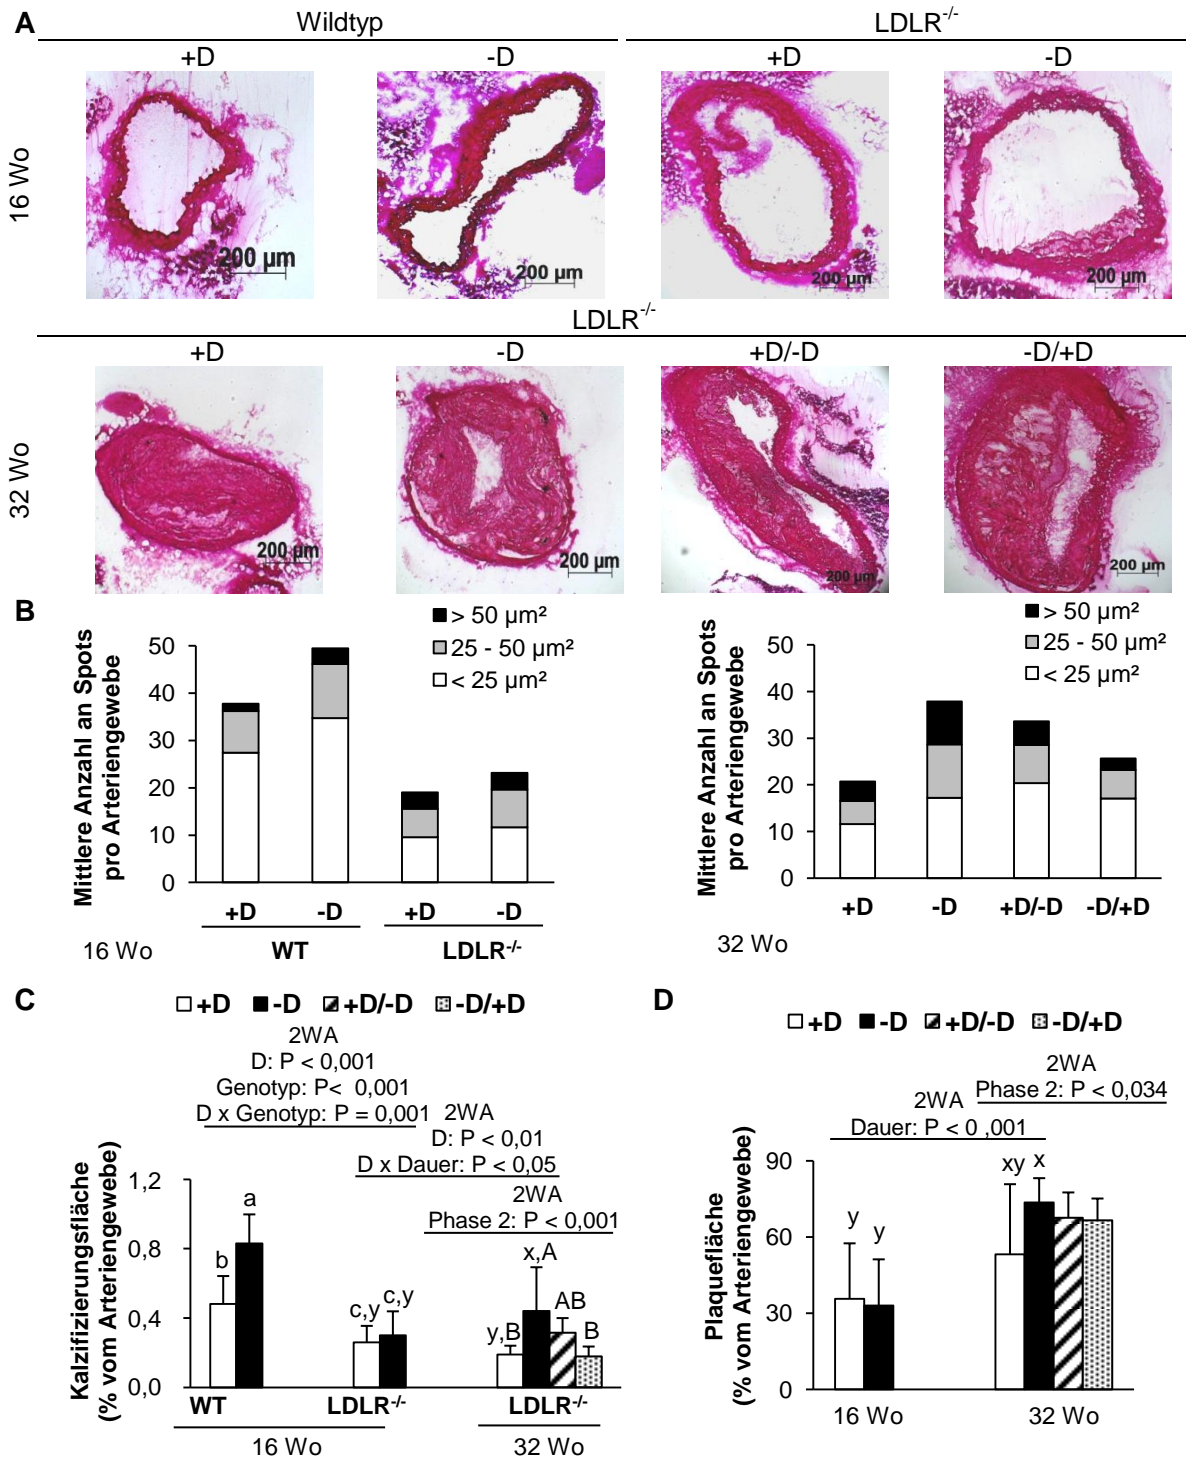 A
Wildtyp
LDLR-/-
+D
-D
+D
-D
16 Wo
200 µm
200 µm
200 µm
200 µm
LDLR-/-
+D
-D
+D/-D
-D/+D
32 Wo
200 µm
200 µm
200 µm
200 µm
B
> 50 µm²
25 - 50 µm²
< 25 µm²
Mittlere Anzahl an Spots
pro Arteriengewebe
50
40
30
20
10
0
+D
-D
+D
-D
16 Wo
WT
LDLR-/-
> 50 µm²
25 - 50 µm²
< 25 µm²
Mittlere Anzahl an Spots
pro Arteriengewebe
50
40
30
20
10
0
+D
-D
+D/-D
-D/+D
32 Wo
C
+D
-D
+D/-D
-D/+D
2WA
D: P < 0,001
Genotyp: P< 0,001
D x Genotyp: P = 0,001
2WA
D: P < 0,01
D x Dauer: P < 0,05
2WA
Phase 2: P < 0,001
Kalzifizierungsfläche
(% vom Arteriengewebe)
1,2
0,8
0,4
0,0
b
a
c,y
c,y
y,B
x,A
AB
B
WT
LDLR-/-
LDLR-/-
16 Wo
32 Wo
D
+D
-D
+D/-D
-D/+D
2WA
Phase 2: P < 0,034
2WA
Dauer: P < 0 ,001
Plaquefläche
(% vom Arteriengewebe)
90
60
30
0
y
y
xy
x
16 Wo
32 Wo